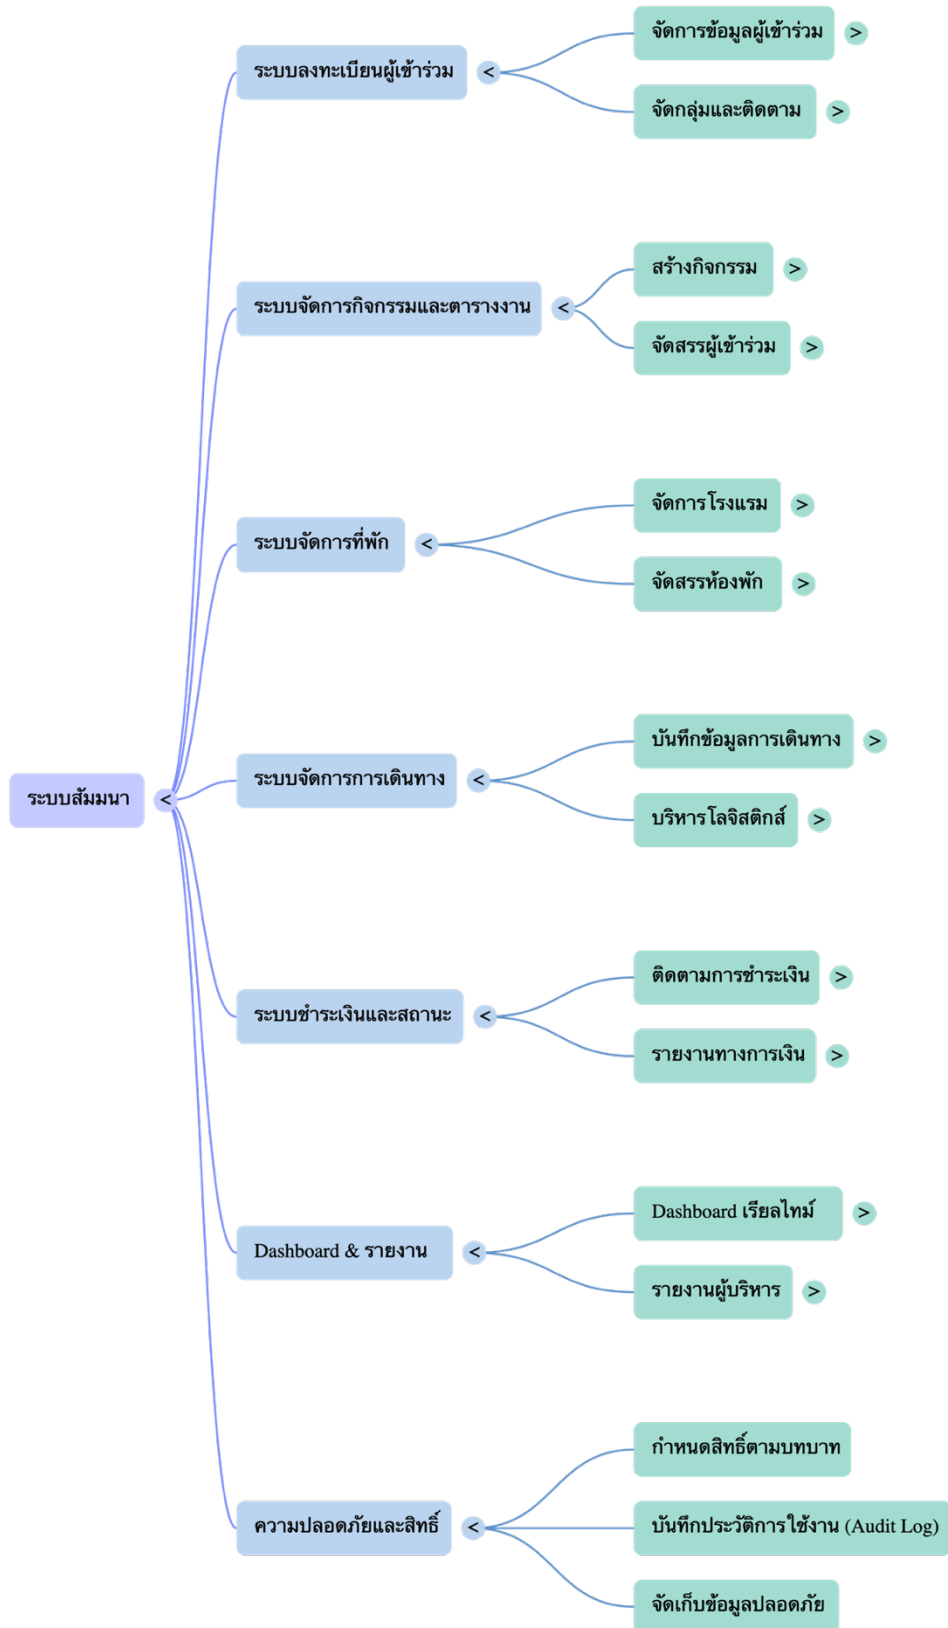 ระบบสัมมนา <
ระบบลงทะเบียนผู้เข้าร่วม <
จัดการข้อมูลผู้เข้าร่วม >
จัดกลุ่มและติดตาม >
ระบบจัดการกิจกรรมและตารางงาน <
สร้างกิจกรรม >
จัดสรรผู้เข้าร่วม >
ระบบจัดการที่พัก <
จัดการโรงแรม >
จัดสรรห้องพัก >
ระบบจัดการการเดินทาง <
บันทึกข้อมูลการเดินทาง >
บริหารโลจิสติกส์ >
ระบบชำระเงินและสถานะ <
ติดตามการชำระเงิน >
รายงานทางการเงิน >
Dashboard & รายงาน <
Dashboard เรียลไทม์ >
รายงานผู้บริหาร >
ความปลอดภัยและสิทธิ์ <
กำหนดสิทธิ์ตามบทบาท
บันทึกประวัติการใช้งาน (Audit Log)
จัดเก็บข้อมูลปลอดภัย